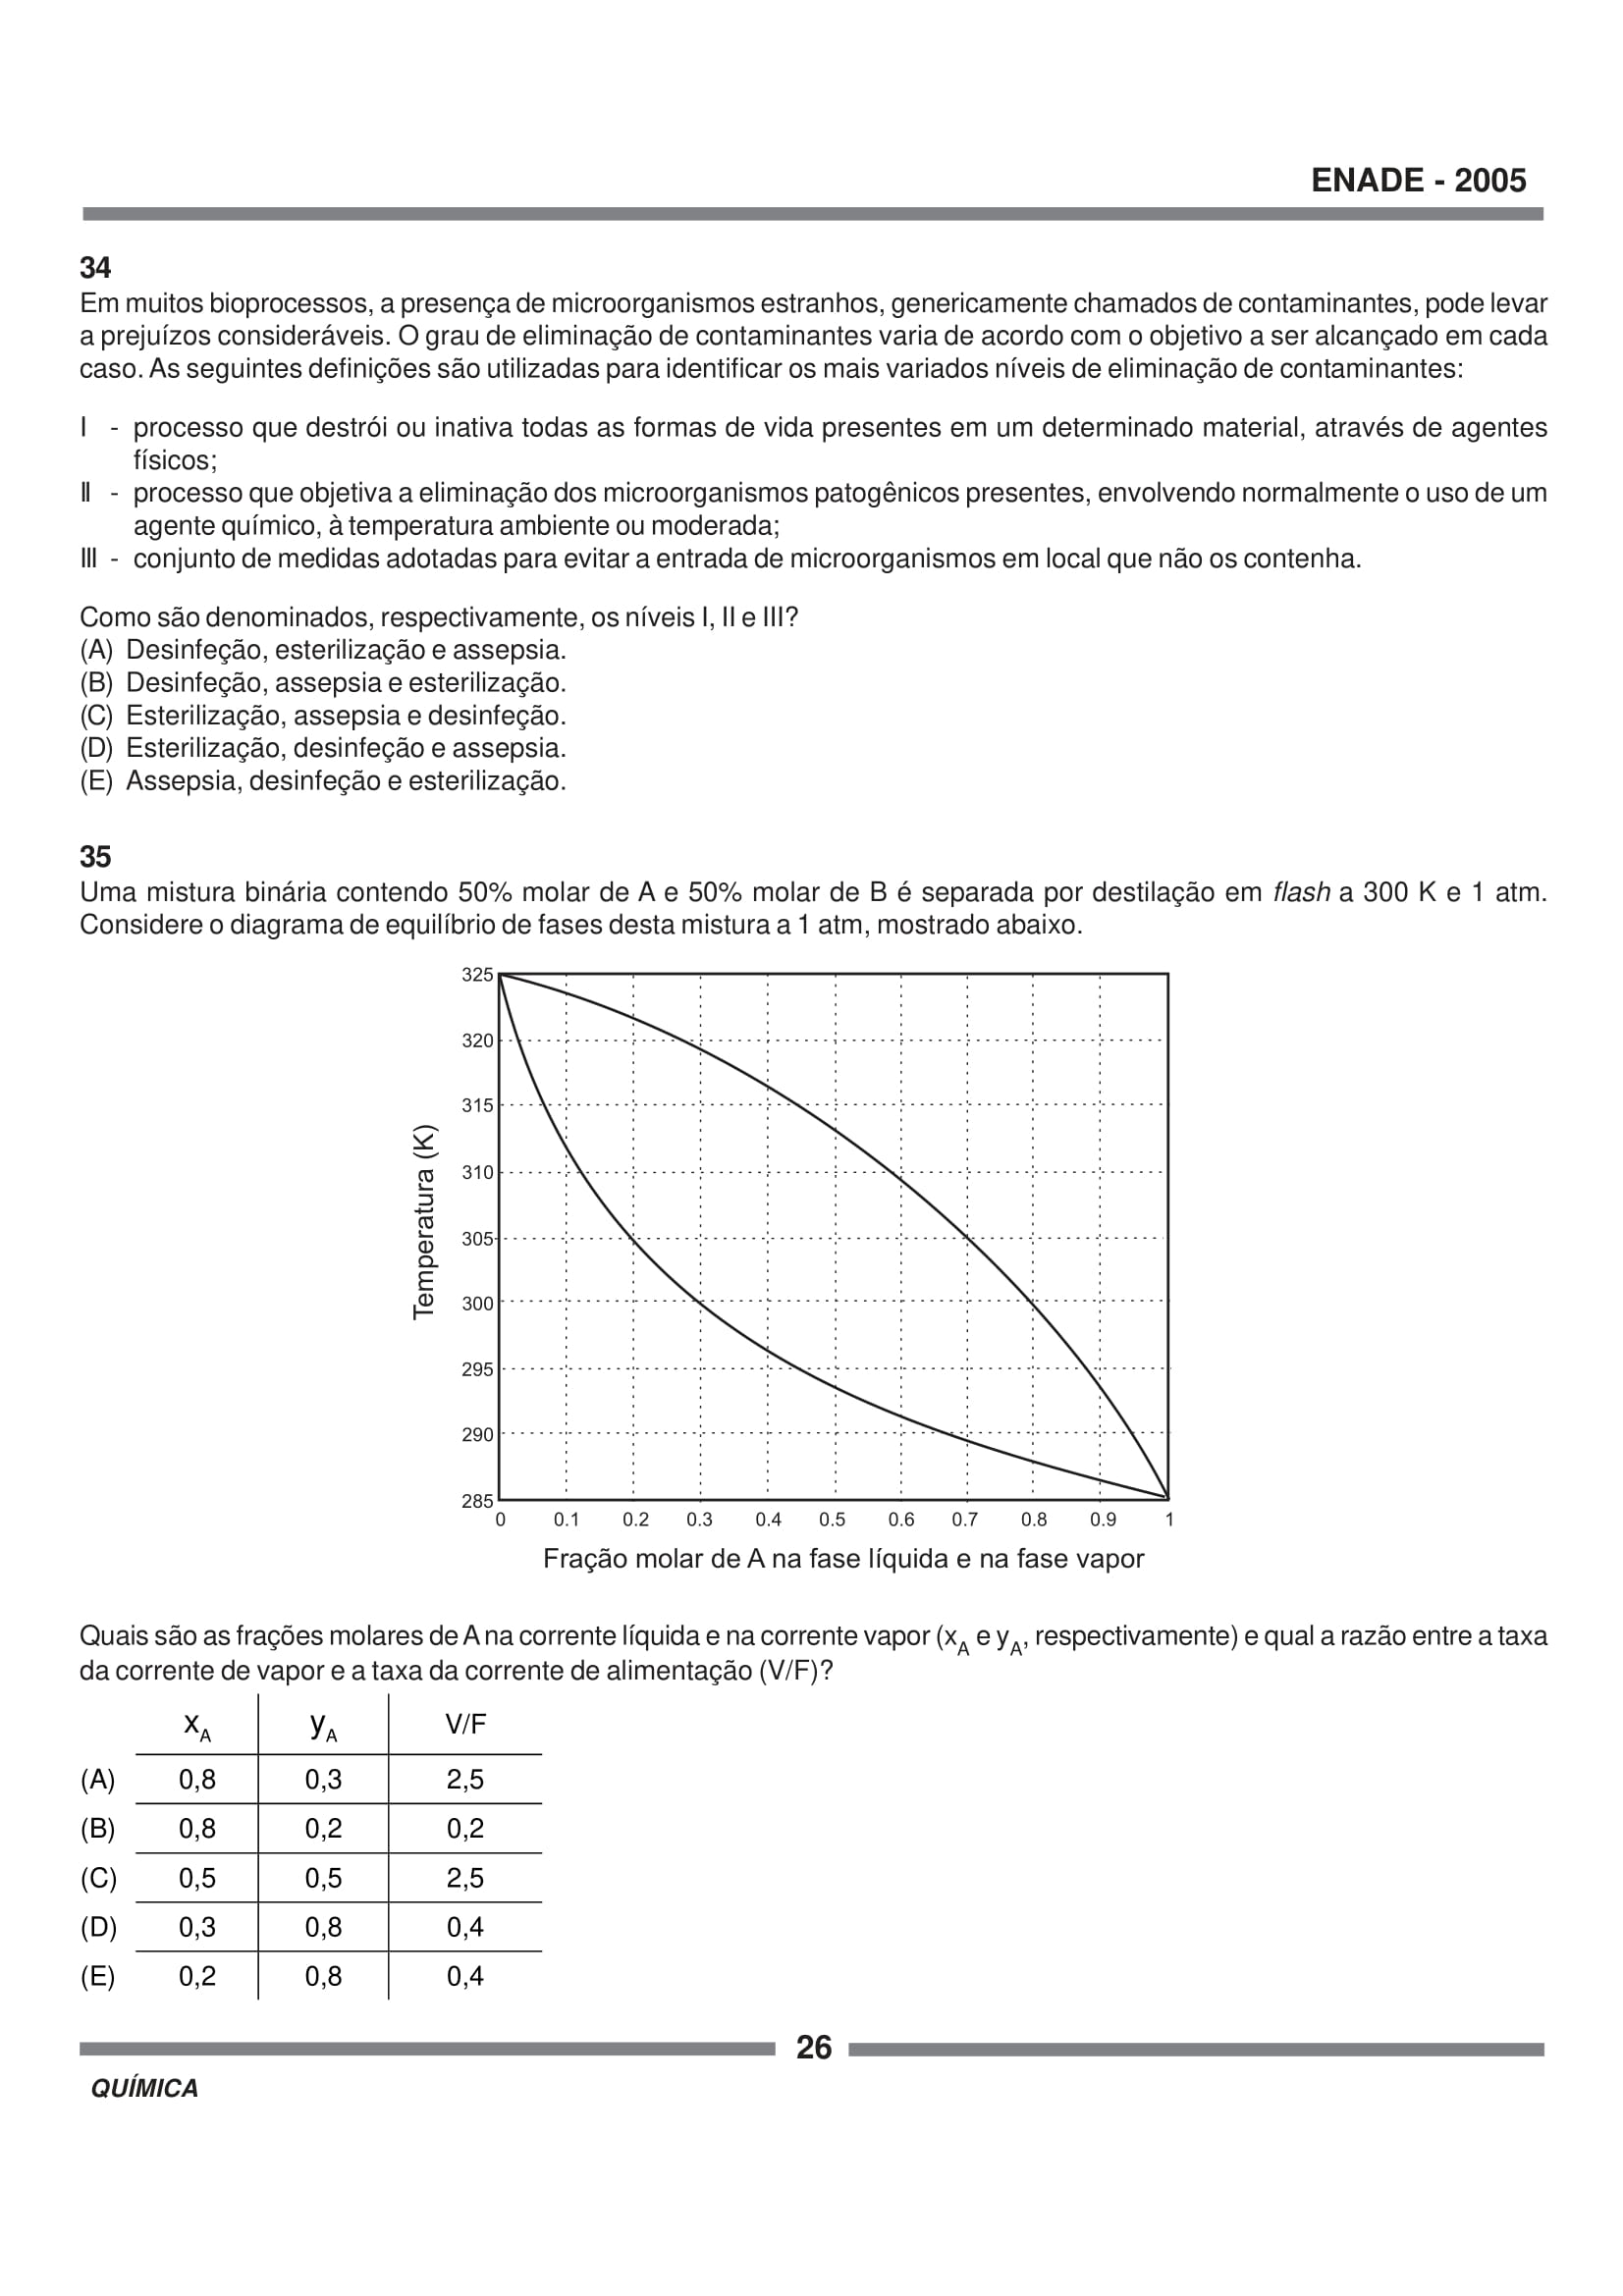 ENADE - 2005
34
Em muitos bioprocessos, a presença de microorganismos estranhos, genericamente chamados de contaminantes, pode levar
a prejuízos consideráveis. O grau de eliminação de contaminantes varia de acordo com o objetivo a ser alcançado em cada
caso. As seguintes definições são utilizadas para identificar os mais variados níveis de eliminação de contaminantes:
I - processo que destrói ou inativa todas as formas de vida presentes em um determinado material, através de agentes
físicos;
II - processo que objetiva a eliminação dos microorganismos patogênicos presentes, envolvendo normalmente o uso de um
agente químico, à temperatura ambiente ou moderada;
III - conjunto de medidas adotadas para evitar a entrada de microorganismos em local que não os contenha.
Como são denominados, respectivamente, os níveis I, II e III?
(A) Desinfeção, esterilização e assepsia.
(B) Desinfeção, assepsia e esterilização.
(C) Esterilização, assepsia e desinfeção.
(D) Esterilização, desinfeção e assepsia.
(E) Assepsia, desinfeção e esterilização.
35
Uma mistura binária contendo 50% molar de A e 50% molar de B é separada por destilação em flash a 300 K e 1 atm.
Considere o diagrama de equilíbrio de fases desta mistura a 1 atm, mostrado abaixo.
Temperatura (K)
325
320
315
310
305
300
295
290
285
0 0.1 0.2 0.3 0.4 0.5 0.6 0.7 0.8 0.9 1
Fração molar de A na fase líquida e na fase vapor
Quais são as frações molares de A na corrente líquida e na corrente vapor (xA e yA, respectivamente) e qual a razão entre a taxa
da corrente de vapor e a taxa da corrente de alimentação (V/F)?
xA yA V/F
(A) 0,8 0,3 2,5
(B) 0,8 0,2 0,2
(C) 0,5 0,5 2,5
(D) 0,3 0,8 0,4
(E) 0,2 0,8 0,4
26
QUÍMICA